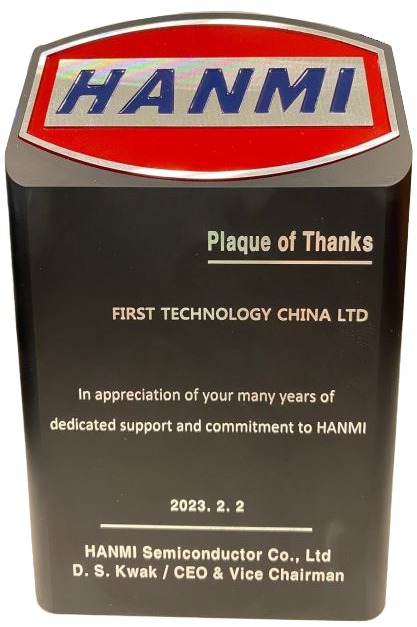 HANMI
Plaque of Thanks
FIRST TECHNOLOGY CHINA LTD
In appreciation of your many years of
dedicated support and commitment to HANMI
2023. 2. 2
HANMI Semiconductor Co., Ltd
D. S. Kwak / CEO & Vice Chairman